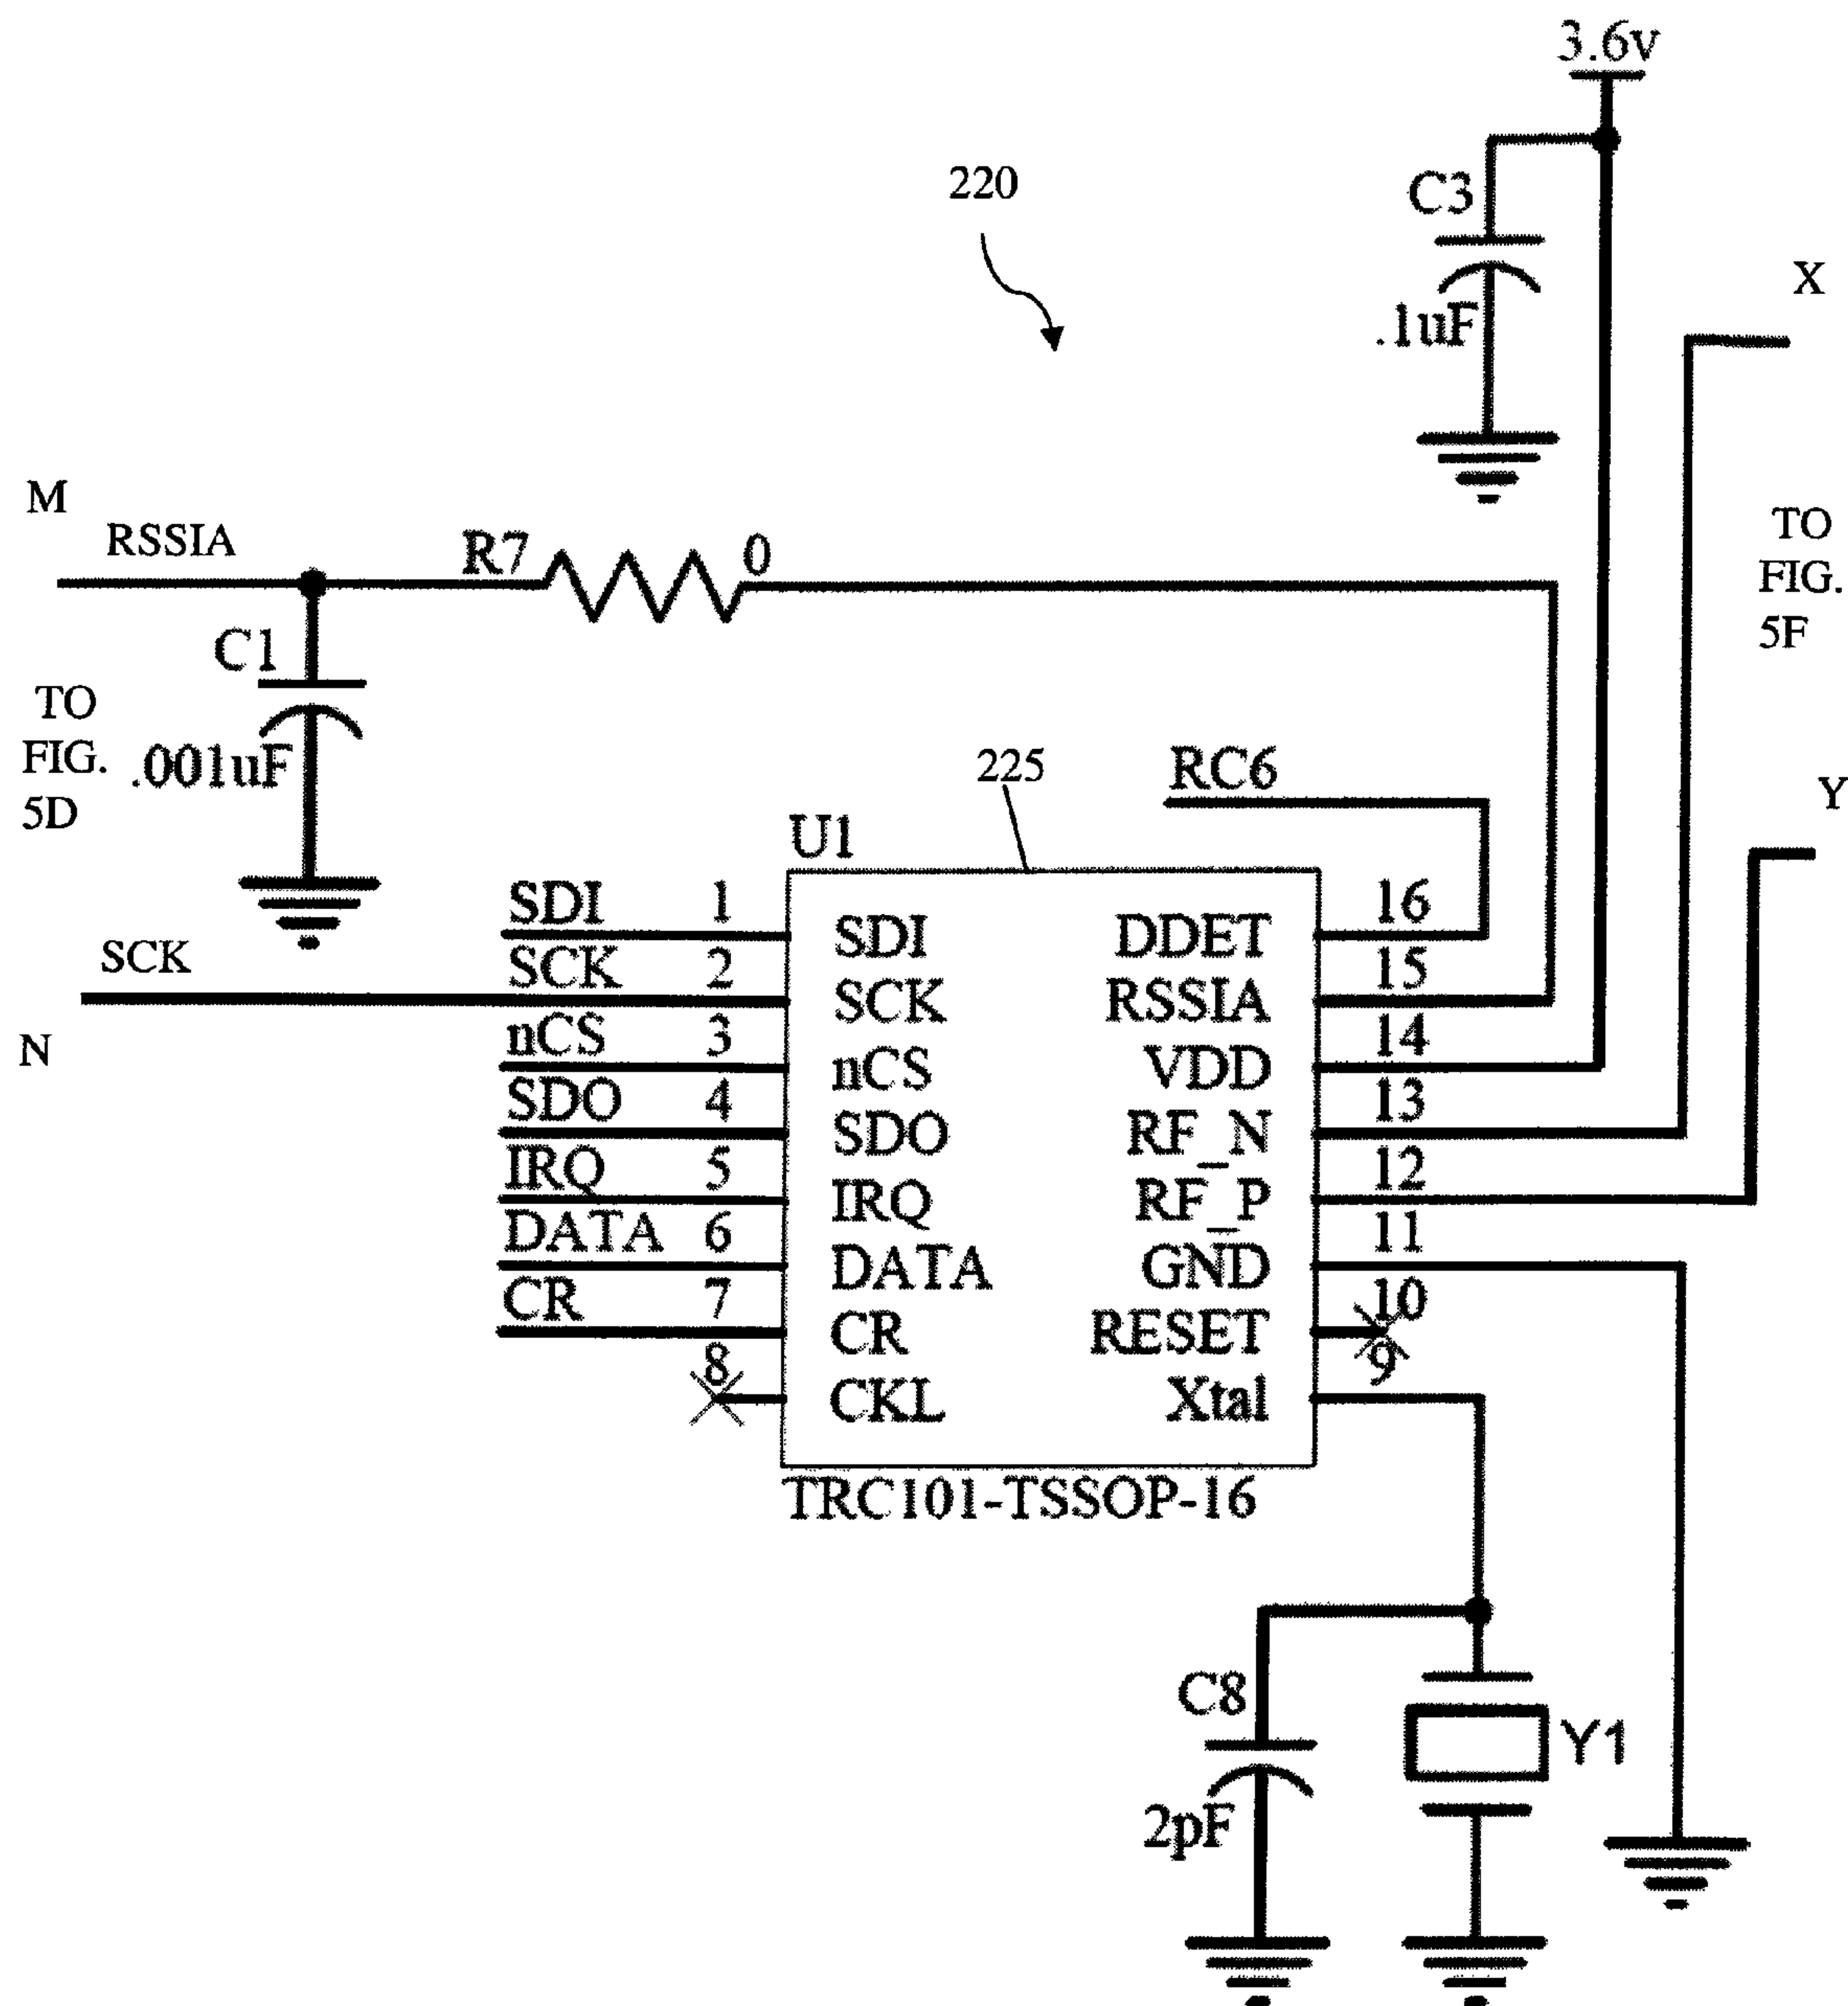 3.6v
220
C3
X
.1uF
M
TO
FIG.
5F
RSSIA
R7
0
C1
TO
FIG.
5D
.001uF
225
RC6
Y
U1
SDI 1 SDI DDET 16
SCK
SCK 2 SCK RSSIA 15
N
nCS 3 nCS VDD 14
SDO 4 SDO RF_N 13
IRQ 5 IRQ RF_P 12
DATA 6 DATA GND 11
CR 7 CR RESET 10
8 CKL Xtal 9
TRC101-TSSOP-16
C8
Y1
2pF